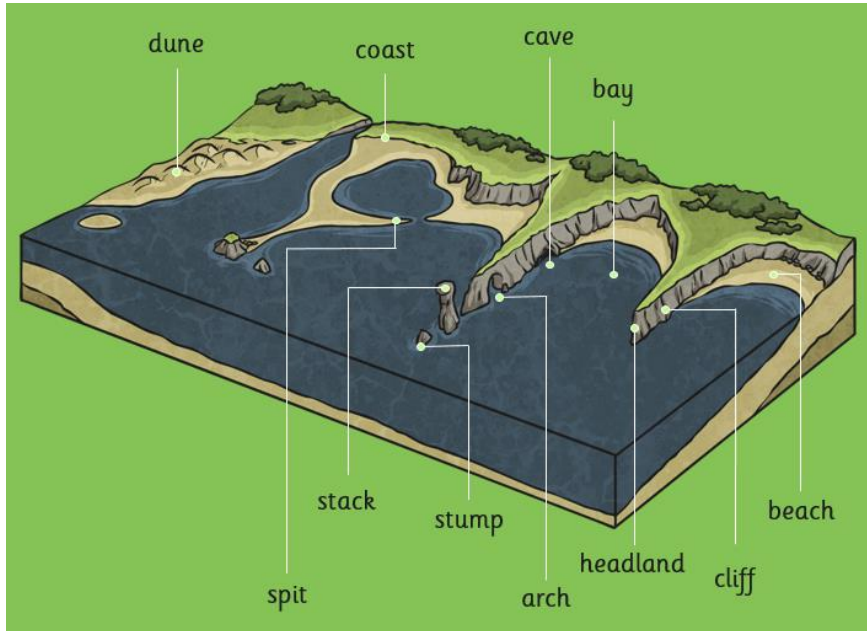 dune
coast
cave
bay
stack
stump
beach
headland
cliff
spit
arch